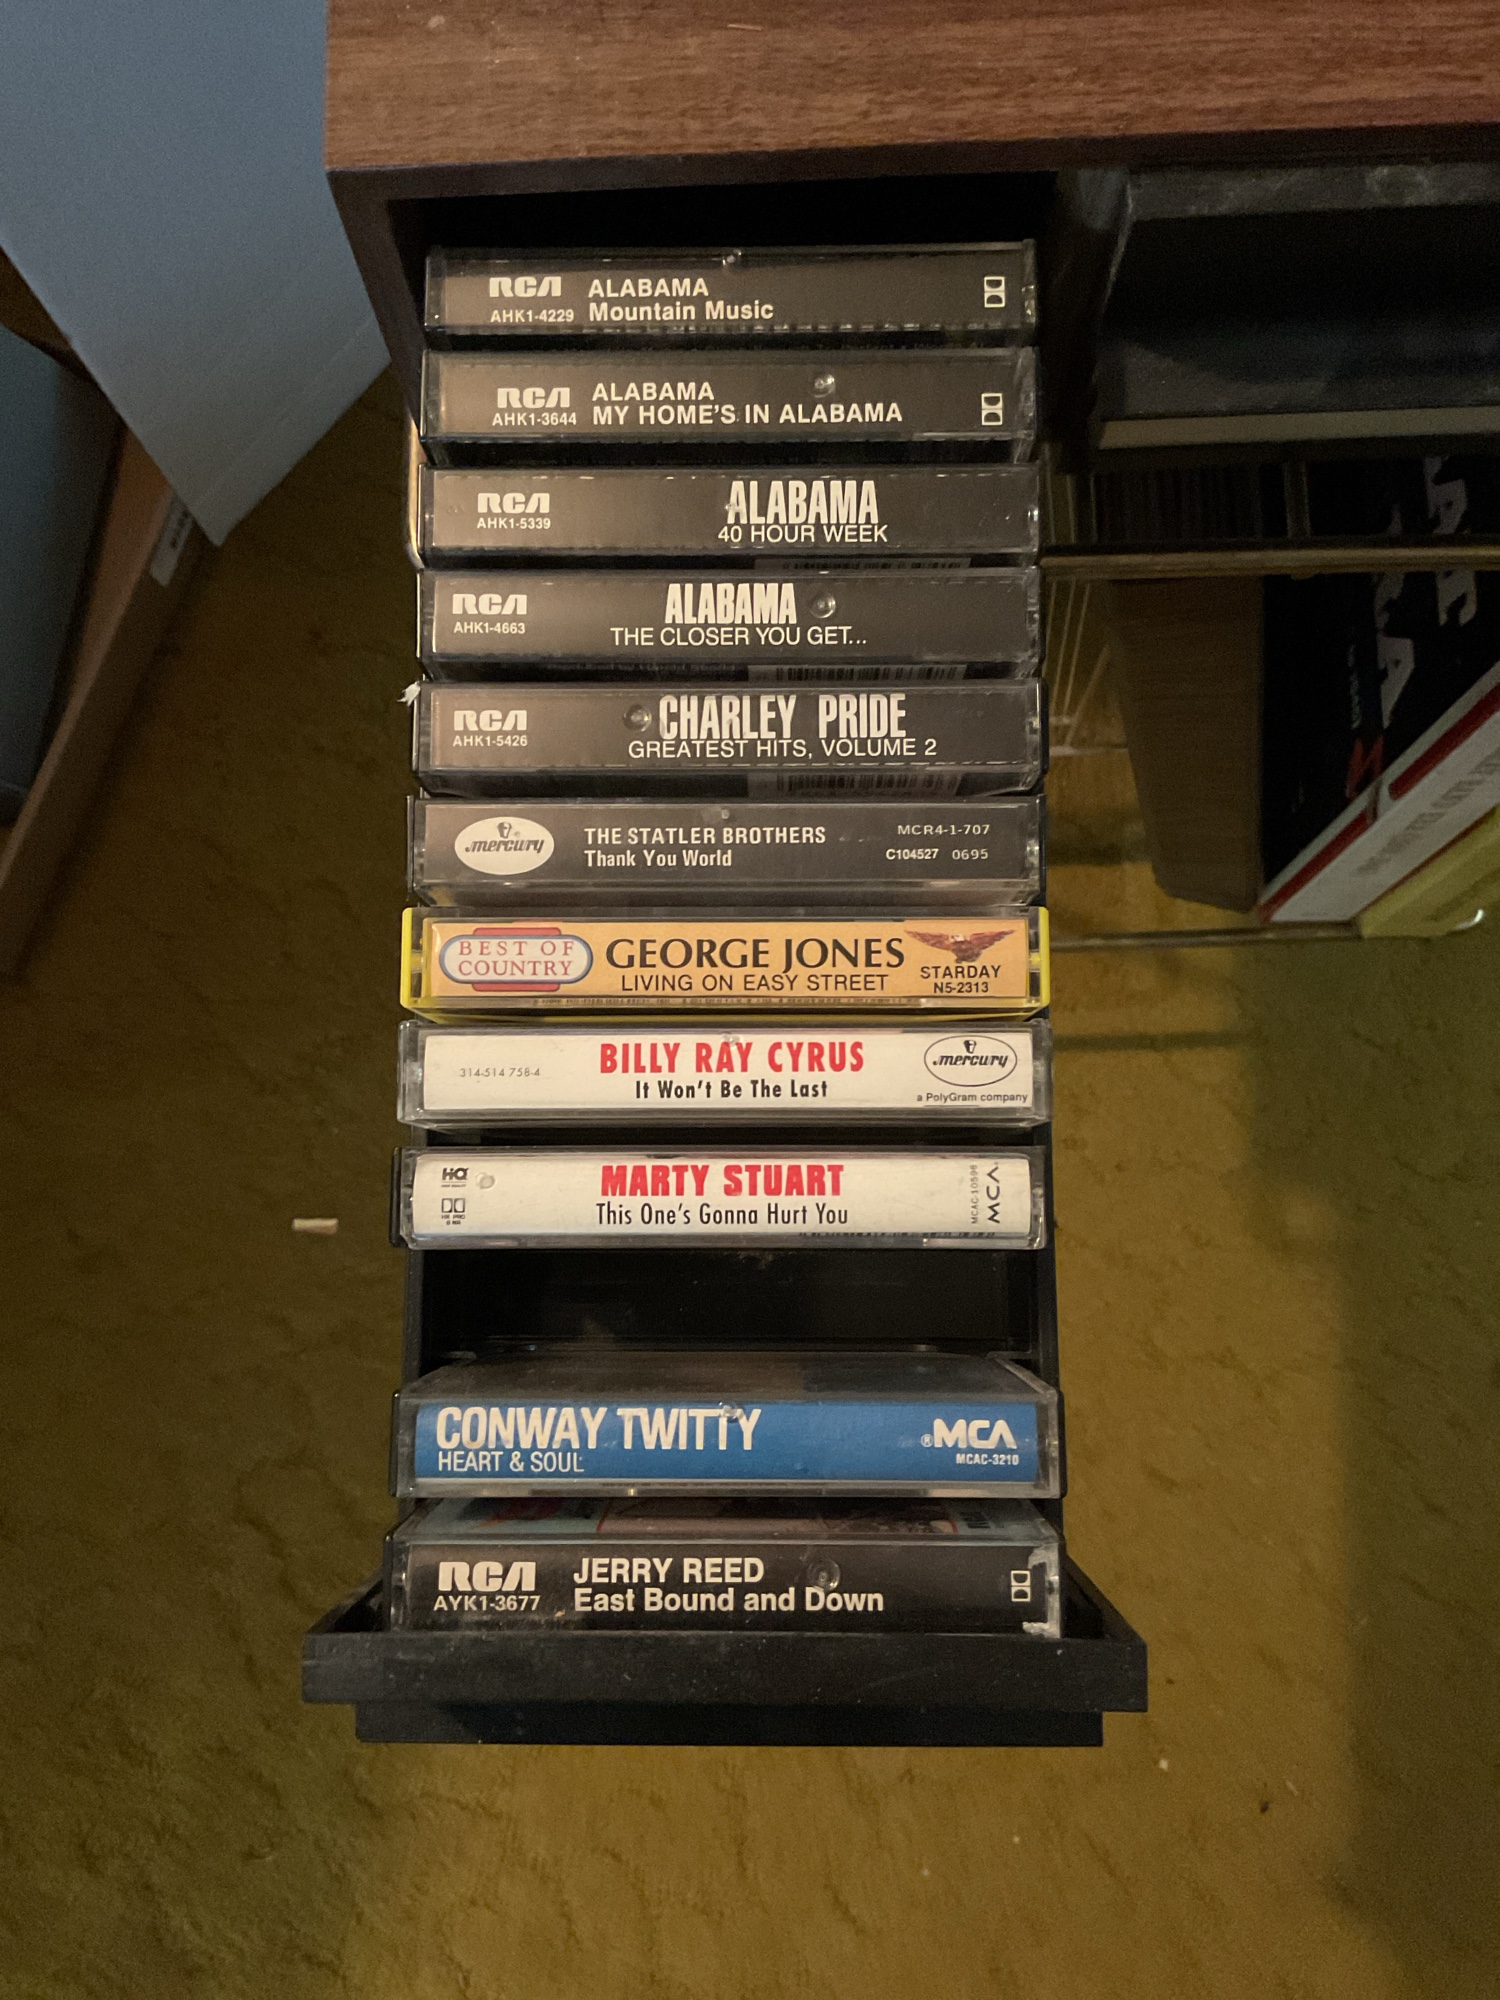 RCA ALABAMA
AHK1-4229 Mountain Music
RCA ALABAMA
AHK1-3644 MY HOME'S IN ALABAMA
RCA ALABAMA
AHK1-5339 40 HOUR WEEK
RCA ALABAMA
AHK1-4663 THE CLOSER YOU GET...
RCA CHARLEY PRIDE
AHK1-5426 GREATEST HITS, VOLUME 2
mercury THE STATLER BROTHERS MCR4-1-707
Thank You World C104527 0695
BEST OF COUNTRY GEORGE JONES
LIVING ON EASY STREET STARDAY
N5-2313
314-514 758-4 BILLY RAY CYRUS mercury
It Won't Be The Last a PolyGram company
HQ MARTY STUART MCAC-10596
This One's Gonna Hurt You MCA
CONWAY TWITTY ®MCA
HEART & SOUL MCAC-3210
RCA JERRY REED
AYK1-3677 East Bound and Down